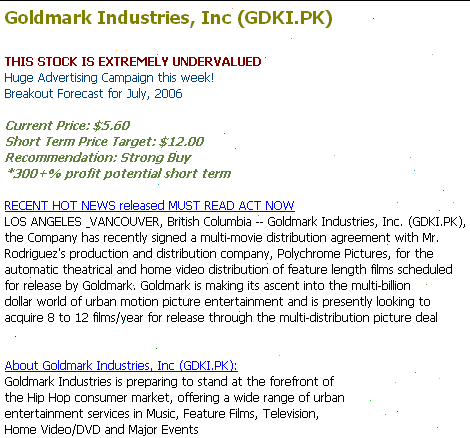 Goldmark Industries, Inc (GDKI.PK)
THIS STOCK IS EXTREMELY UNDERVALUED
Huge Advertising Campaign this week!
Breakout Forecast for July, 2006
Current Price: $5.60
Short Term Price Target: $12.00
Recommendation: Strong Buy
*300+% profit potential short term
RECENT HOT NEWS released MUST READ ACT NOW
LOS ANGELES _VANCOUVER, British Columbia -- Goldmark Industries, Inc. (GDKI.PK),
the Company has recently signed a multi-movie distribution agreement with Mr.
Rodriguez's production and distribution company, Polychrome Pictures, for the
automatic theatrical and home video distribution of feature length films scheduled
for release by Goldmark. Goldmark is making its ascent into the multi-billion
dollar world of urban motion picture entertainment and is presently looking to
acquire 8 to 12 films/year for release through the multi-distribution picture deal
About Goldmark Industries, Inc (GDKI.PK):
Goldmark Industries is preparing to stand at the forefront of
the Hip Hop consumer market, offering a wide range of urban
entertainment services in Music, Feature Films, Television,
Home Video/DVD and Major Events